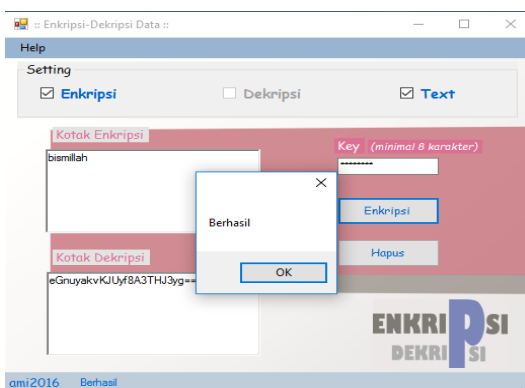 :: Enkripsi-Dekripsi Data ::
Help
Setting
Enkripsi
Dekripsi
Text
Kotak Enkripsi
bismillah
Key (minimal 8 karakter)
********
Berhasil
OK
Enkripsi
Hapus
Kotak Dekripsi
eGnuyakvKJUyf8A3THJ3yg==
ENKRIPSI
DEKRIPSI
ami2016 Berhasil